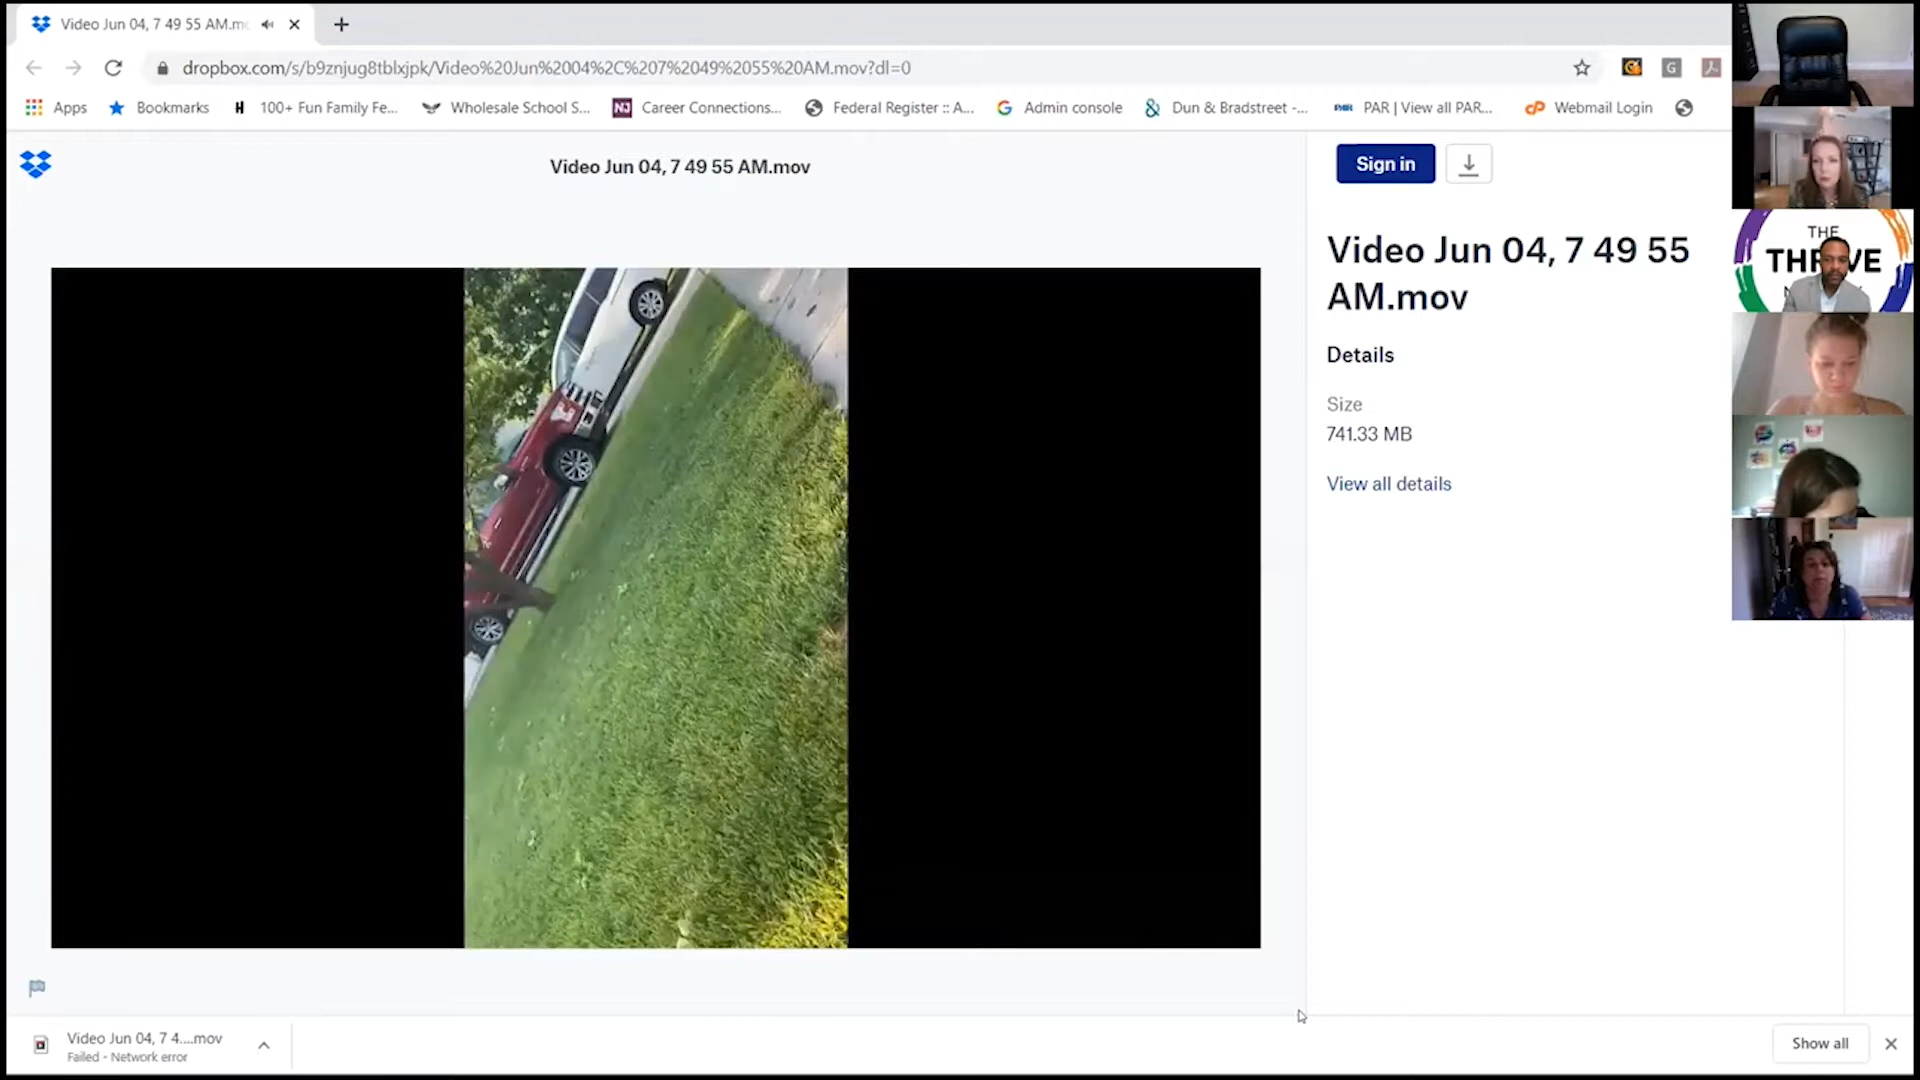 Video Jun 04, 7 49 55 AM.m
dropbox.com/s/b9znjug8tblxjpk/Video%20Jun%2004%2C%207%2049%2055%20AM.mov?dl=0
Apps Bookmarks H 100+ Fun Family Fe... Wholesale School S... NJ Career Connections... Federal Register :: A... G Admin console Dun & Bradstreet -... PAR PAR | View all PAR... cP Webmail Login
Video Jun 04, 7 49 55 AM.mov
Sign in
Video Jun 04, 7 49 55
AM.mov
Details
Size
741.33 MB
View all details
THE
THRIVE
Video Jun 04, 7 4....mov
Failed - Network error
Show all